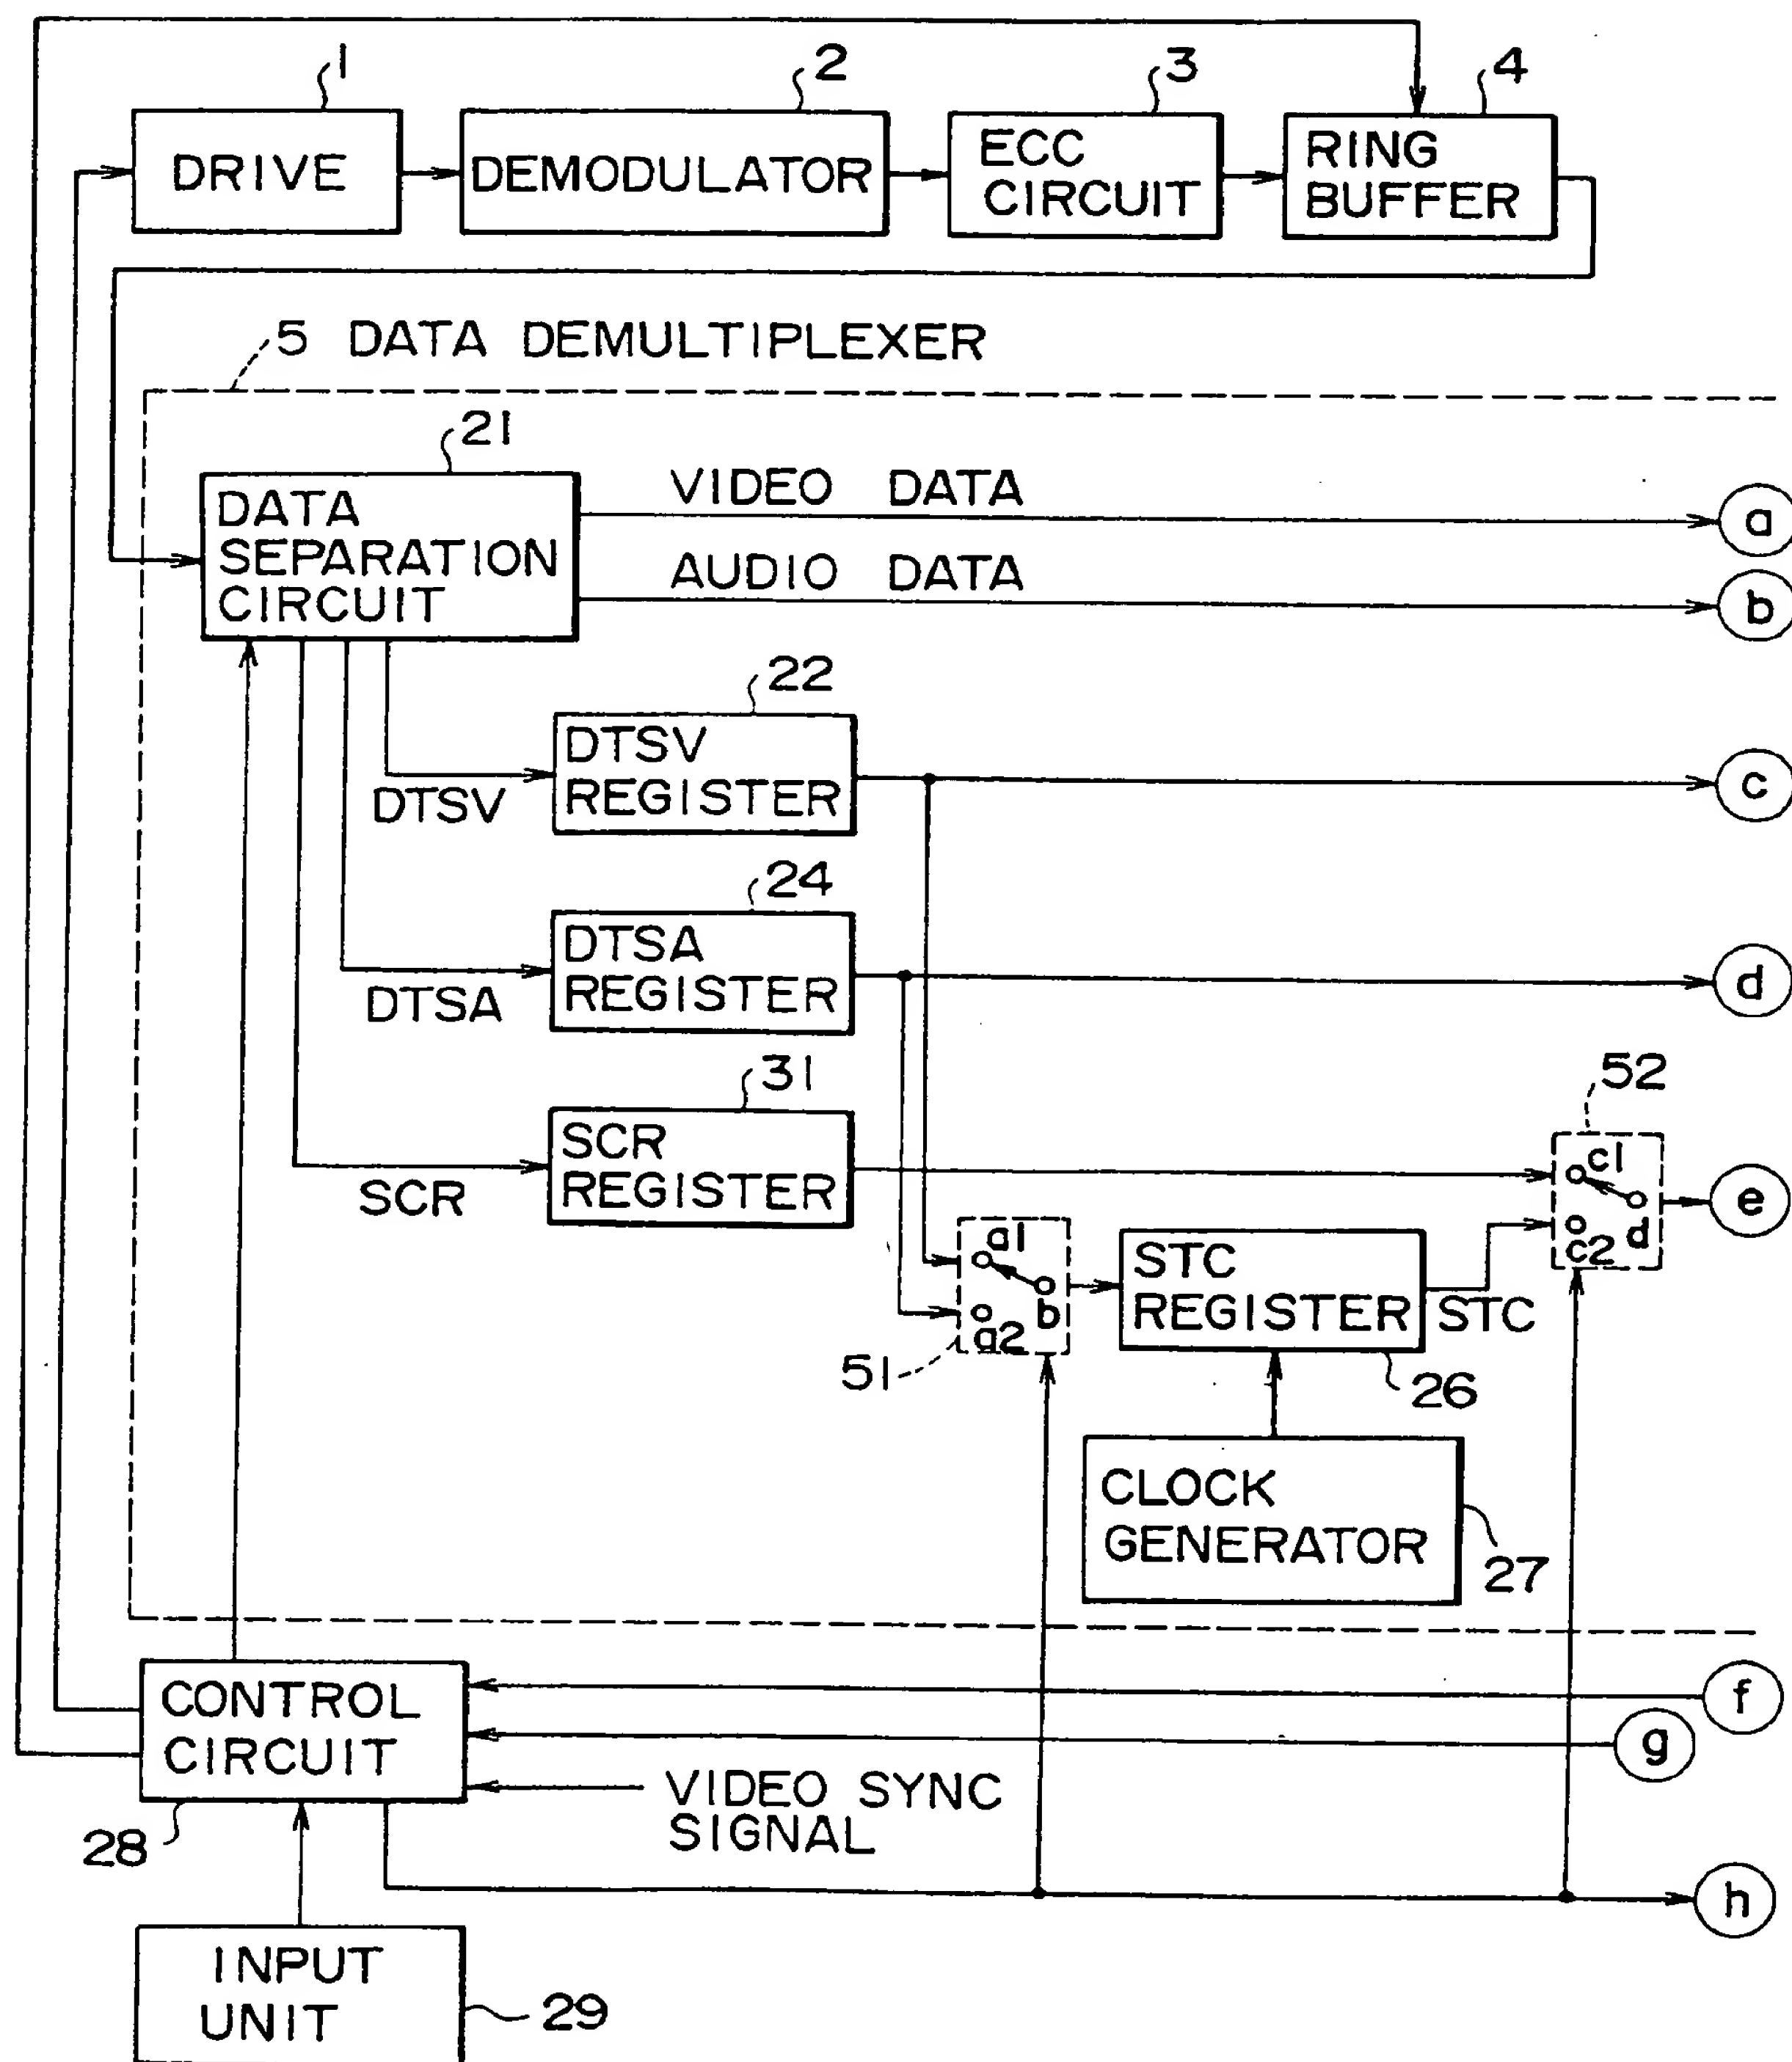 1
2
3
4
DRIVE
DEMODULATOR
ECC
CIRCUIT
RING
BUFFER
5 DATA DEMULTIPLEXER
21
DATA
SEPARATION
CIRCUIT
VIDEO DATA
a
AUDIO DATA
b
22
DTSV
REGISTER
DTSV
c
24
DTSA
REGISTER
DTSA
d
31
SCR
REGISTER
SCR
52
c1
c2
d
e
a1
a2
b
51
STC
REGISTER
STC
26
CLOCK
GENERATOR
27
CONTROL
CIRCUIT
f
g
VIDEO SYNC
SIGNAL
28
h
INPUT
UNIT
29